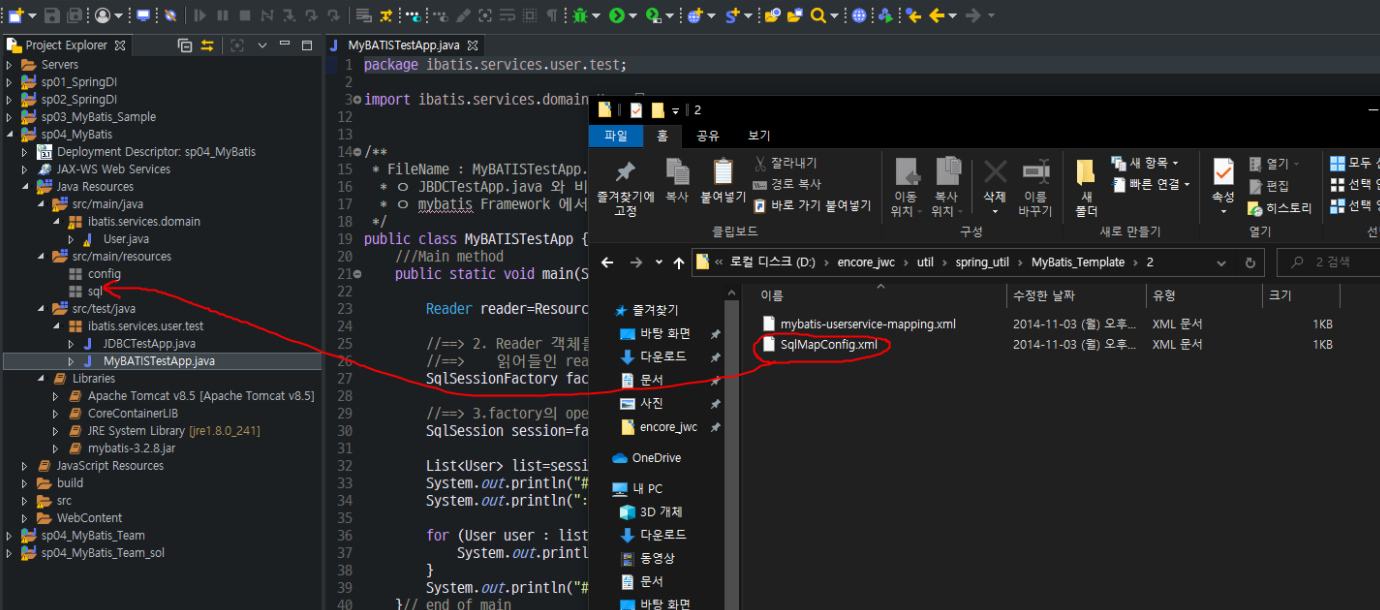 Project Explorer
Servers
sp01_SpringDI
sp02_SpringDI
sp03_MyBatis_Sample
sp04_MyBatis
Deployment Descriptor: sp04_MyBatis
JAX-WS Web Services
Java Resources
src/main/java
ibatis.services.domain
User.java
src/main/resources
config
sql
src/test/java
ibatis.services.user.test
JDBCTestApp.java
MyBATISTestApp.java
Libraries
Apache Tomcat v8.5 [Apache Tomcat v8.5]
CoreContainerLIB
JRE System Library [jre1.8.0_241]
mybatis-3.2.8.jar
JavaScript Resources
build
src
WebContent
sp04_MyBatis_Team
sp04_MyBatis_Team_sol
MyBATISTestApp.java
1 package ibatis.services.user.test;
2
3 import ibatis.services.domain
12
13
14 /**
15 * FileName : MyBATISTestApp.
16 * ㅇ JBDCTestApp.java 와 비
17 * ㅇ mybatis Framework 에서
18 */
19 public class MyBATISTestApp {
20 ///Main method
21 public static void main(S
22
23 Reader reader=Resourc
24
25 //==> 2. Reader 객체를
26 //==> 읽어들인 rea
27 SqlSessionFactory fac
28
29 //==> 3.factory의 ope
30 SqlSession session=fa
31
32 List<User> list=sessi
33 System.out.println("#
34 System.out.println(":
35
36 for (User user : list
37 System.out.printl
38 }
39 System.out.println("#
40 }// end of main
2
파일 홈 공유 보기
즐겨찾기에 고정
복사
붙여넣기
잘라내기
경로 복사
바로 가기 붙여넣기
클립보드
이동 위치
복사 위치
삭제
이름 바꾸기
구성
새 폴더
새 항목
빠른 연결
새로 만들기
속성
열기
편집
히스토리
열기
모두
선택
선택
로컬 디스크 (D:) > encore_jwc > util > spring_util > MyBatis_Template > 2
2 검색
이름 수정한 날짜 유형 크기
mybatis-userservice-mapping.xml 2014-11-03 (월) 오후... XML 문서 1KB
SqlMapConfig.xml 2014-11-03 (월) 오후... XML 문서 1KB
즐겨찾기
바탕 화면
다운로드
문서
사진
encore_jwc
OneDrive
내 PC
3D 개체
다운로드
동영상
문서
바탕 화면